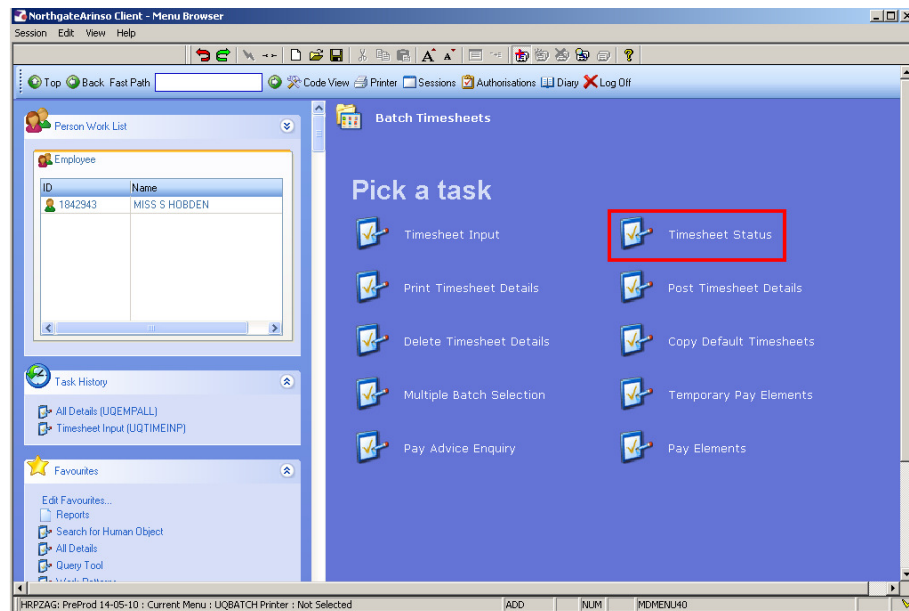 NorthgateArinso Client - Menu Browser
Session Edit View Help
Top Back Fast Path Code View Printer Sessions Authorisations Diary Log Off
Person Work List
Employee
ID Name
1842943 MISS S HOBDEN
Task History
All Details (UQEMPALL)
Timesheet Input (UQTIMEINP)
Favourites
Edit Favourites...
Reports
Search for Human Object
All Details
Query Tool
Batch Timesheets
Pick a task
Timesheet Input Timesheet Status
Print Timesheet Details Post Timesheet Details
Delete Timesheet Details Copy Default Timesheets
Multiple Batch Selection Temporary Pay Elements
Pay Advice Enquiry Pay Elements
HRPZAG: PreProd 14-05-10 : Current Menu : UQBATCH Printer : Not Selected ADD NUM MDMENU40